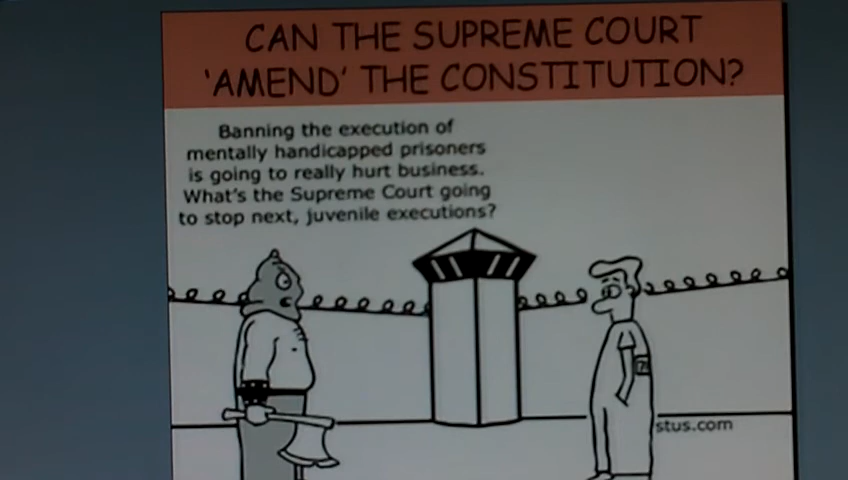 CAN THE SUPREME COURT
'AMEND' THE CONSTITUTION?
Banning the execution of
mentally handicapped prisoners
is going to really hurt business.
What's the Supreme Court going
to stop next, juvenile executions?
stus.com